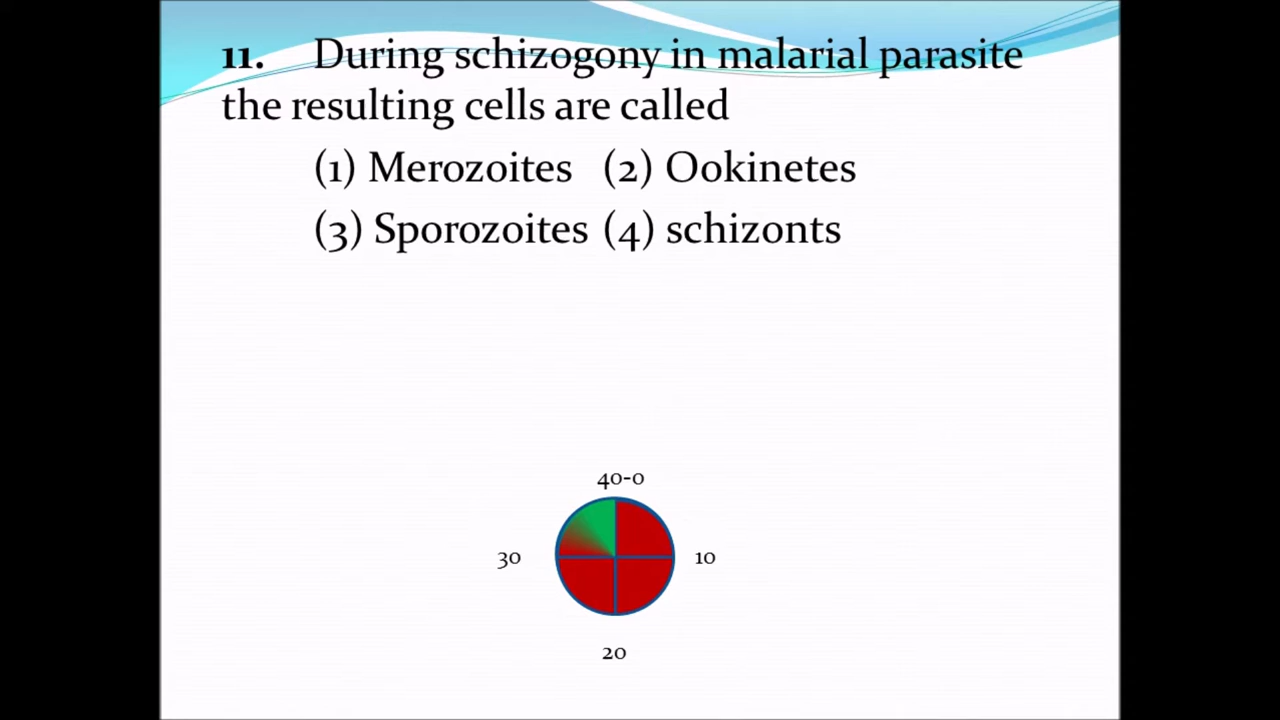 11. During schizogony in malarial parasite
the resulting cells are called
(1) Merozoites (2) Ookinetes
(3) Sporozoites (4) schizonts
40-0
30
10
20